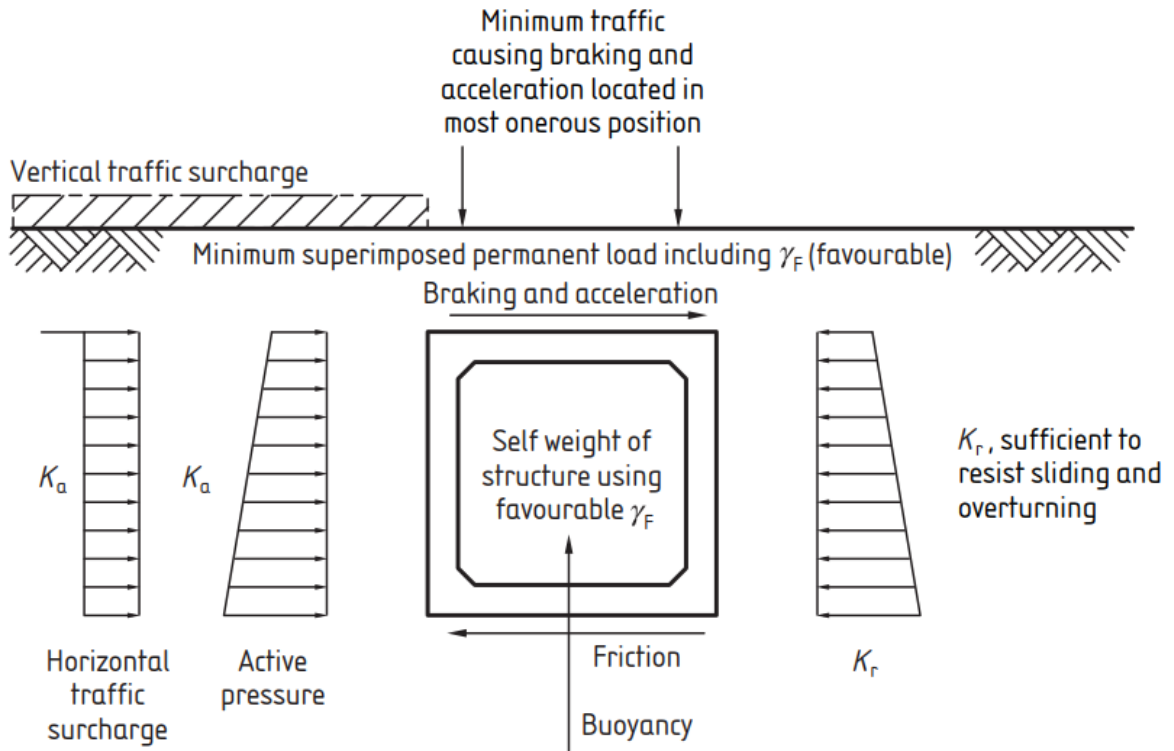 Minimum traffic
causing braking and
acceleration located in
most onerous position
Vertical traffic surcharge
Minimum superimposed permanent load including γF (favourable)
Braking and acceleration
Ka
Ka
Self weight of
structure using
favourable γF
Kr, sufficient to
resist sliding and
overturning
Horizontal
traffic
surcharge
Active
pressure
Friction
Buoyancy
Kr